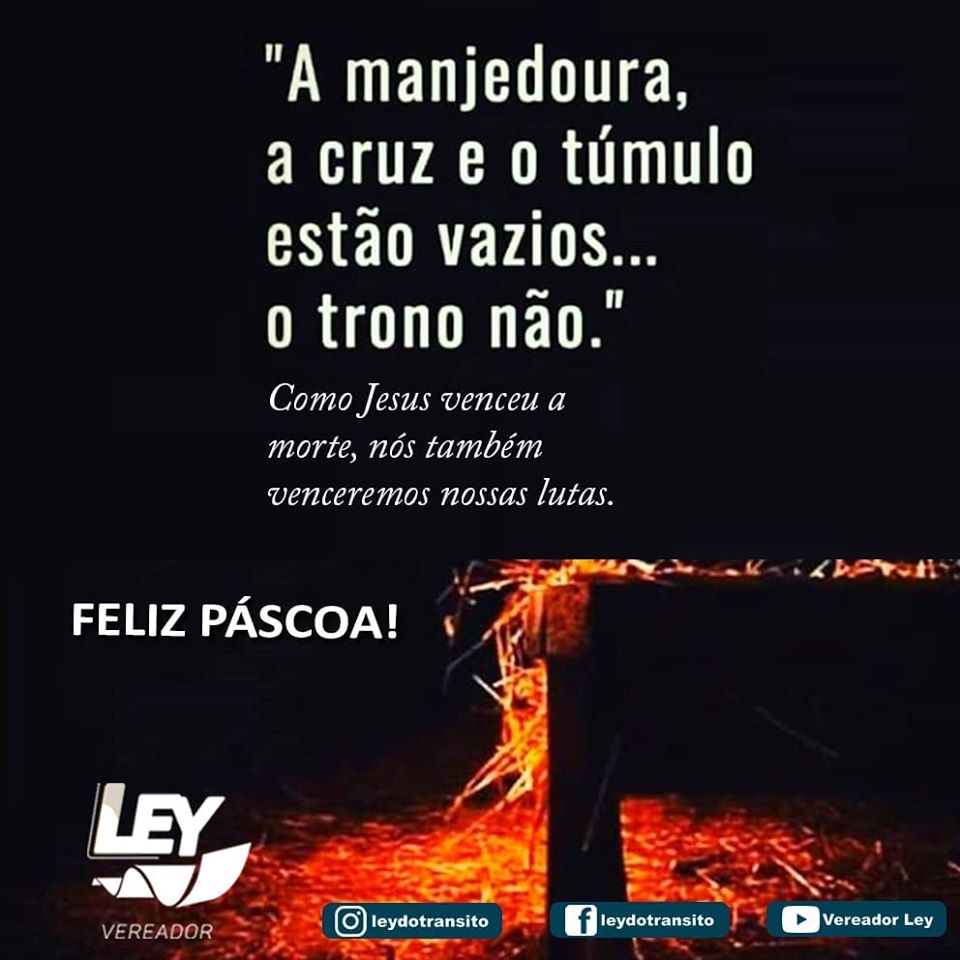 "A manjedoura,
a cruz e o túmulo
estão vazios...
o trono não."
Como Jesus venceu a
morte, nós também
venceremos nossas lutas.
FELIZ PÁSCOA!
LEY
VEREADOR
leydotransito
leydotransito
Vereador Ley